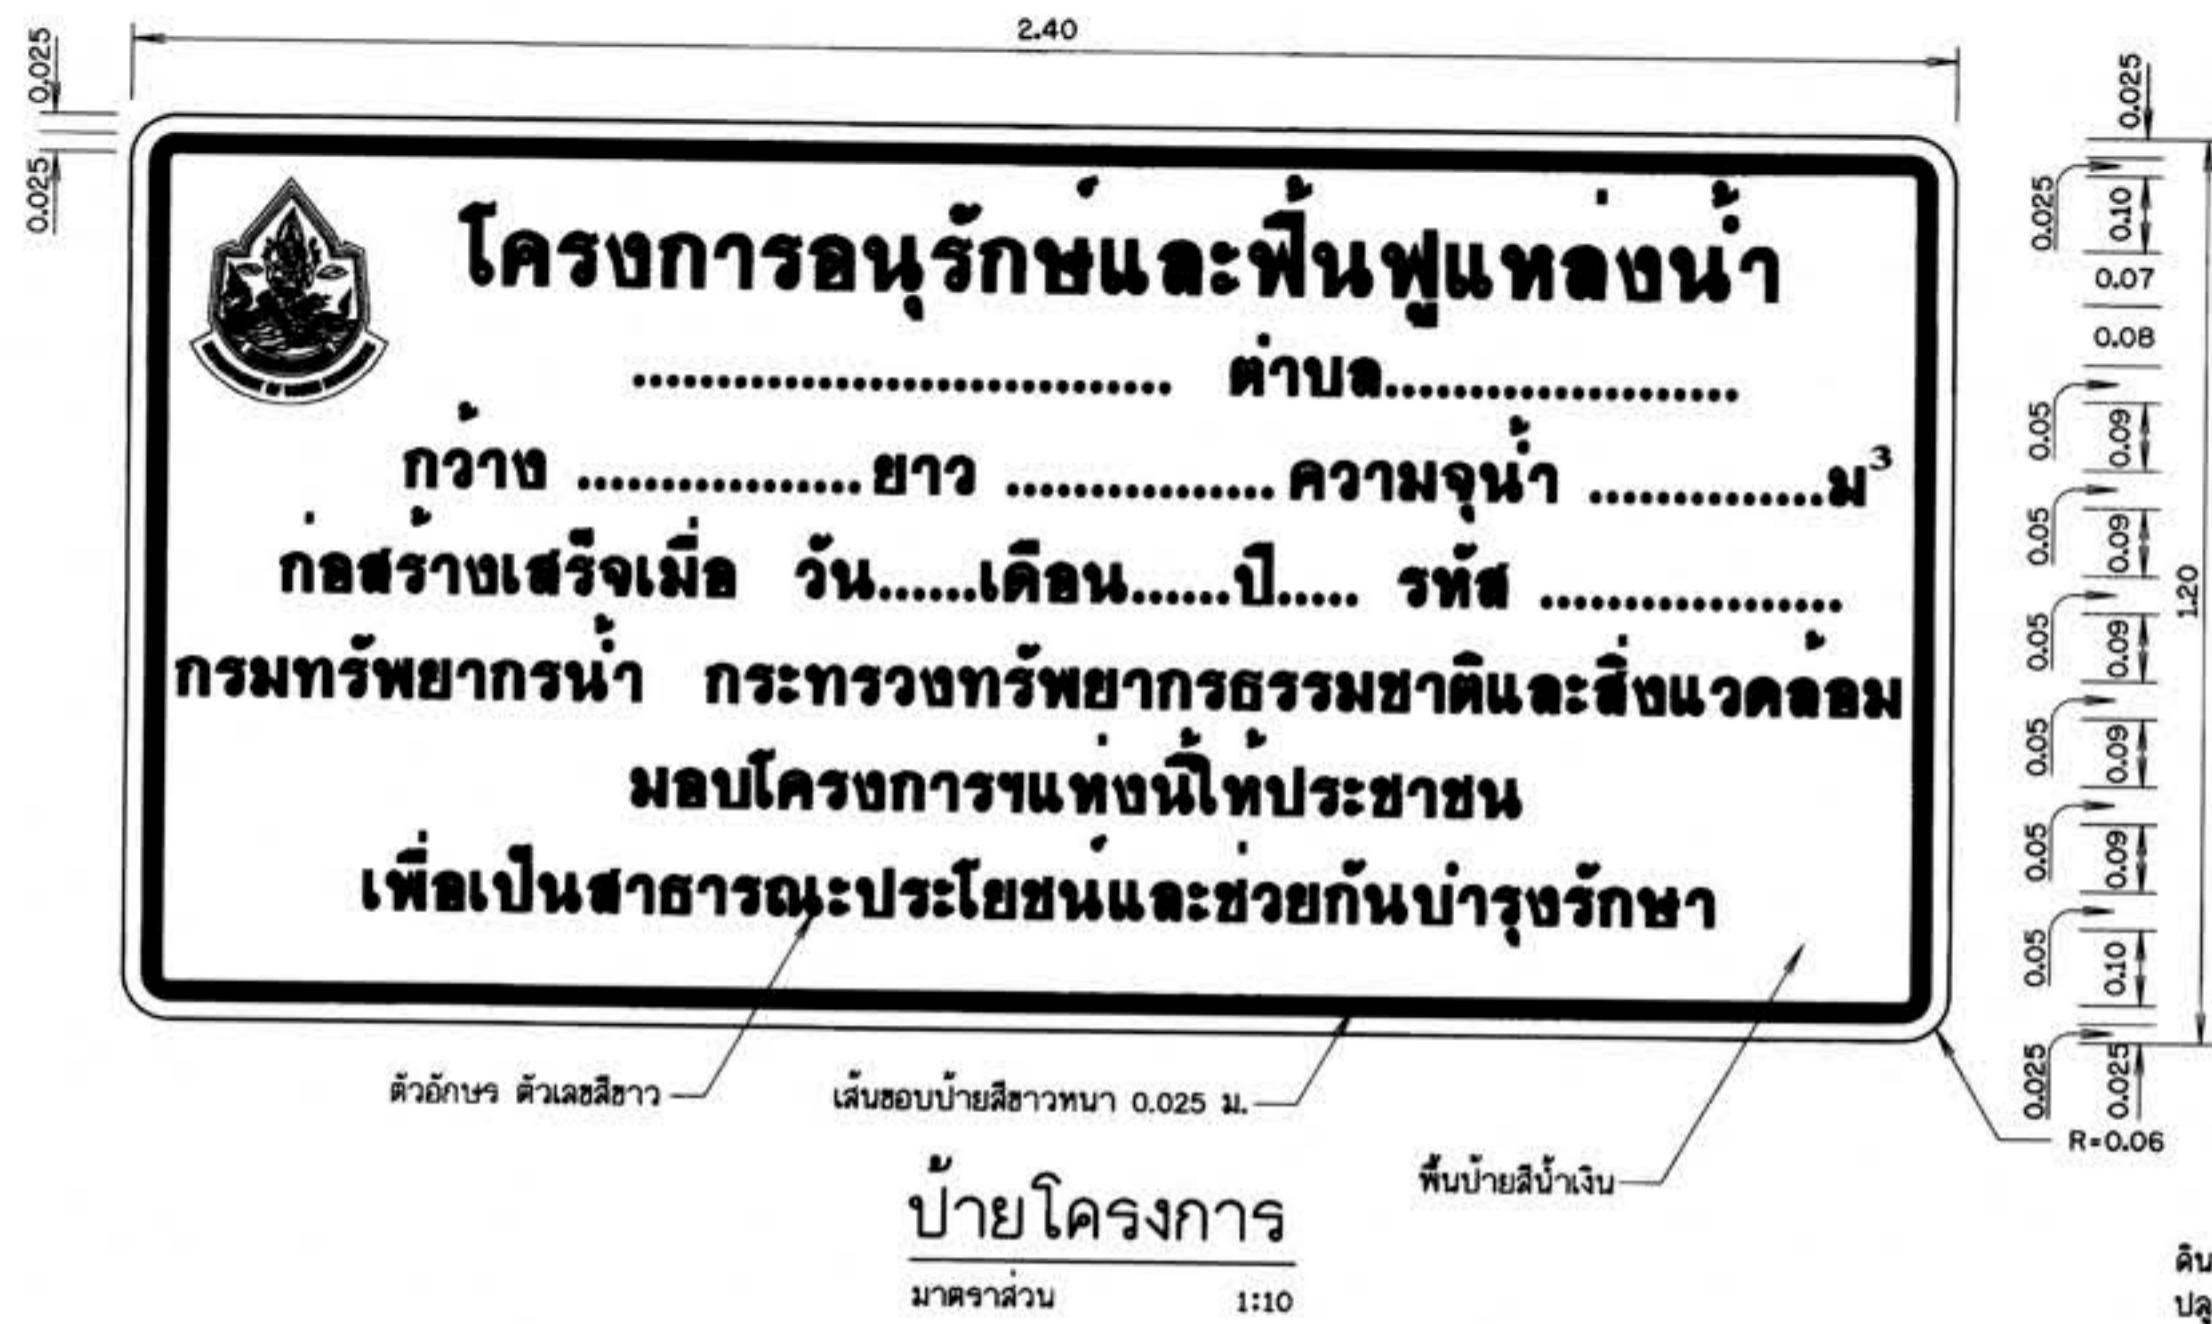 2.40
0.025
0.025
0.025
0.025
0.10
0.07
0.08
0.05
0.09
0.05
0.09
0.05
0.09
0.05
0.09
0.05
0.09
0.05
0.10
0.025
0.025
1.20
R=0.06
โครงการอนุรักษ์และฟื้นฟูแหล่งน้ำ
................................ ตำบล.....................
กว้าง .................ยาว ................ความจุน้ำ ..............ม³
ก่อสร้างเสร็จเมื่อ วัน......เดือน......ปี..... รหัส ..................
กรมทรัพยากรน้ำ กระทรวงทรัพยากรธรรมชาติและสิ่งแวดล้อม
มอบโครงการฯแห่งนี้ให้ประชาชน
เพื่อเป็นสาธารณะประโยชน์และช่วยกันบำรุงรักษา
ตัวอักษร ตัวเลขสีขาว
เส้นขอบป้ายสีขาวหนา 0.025 ม.
พื้นป้ายสีน้ำเงิน
ป้ายโครงการ
มาตราส่วน 1:10
ดิน
ปลู